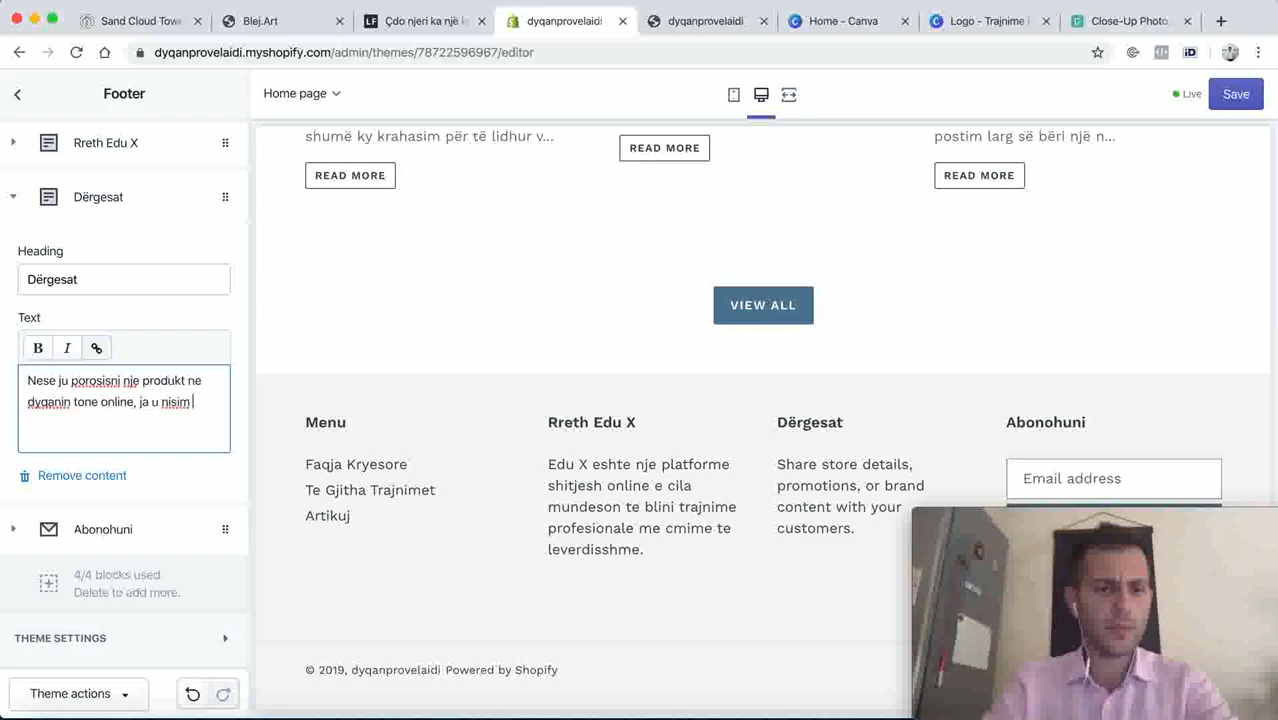 Sand Cloud Tow
Blej.Art
Çdo njeri ka një k
dyqanprovelaidi
dyqanprovelaidi
Home - Canva
Logo - Trajnime
Close-Up Photo
dyqanprovelaidi.myshopify.com/admin/themes/78722596967/editor
Footer
Home page
Live
Save
Rreth Edu X
Dërgesat
Heading
Dërgesat
Text
B I
Nese ju porosisni nje produkt ne
dyqanin tone online, ja u nisim
Remove content
Abonohuni
4/4 blocks used.
Delete to add more.
THEME SETTINGS
Theme actions
shumë ky krahasim për të lidhur v...
READ MORE
READ MORE
postim larg së bëri një n...
READ MORE
VIEW ALL
Menu
Faqja Kryesore
Te Gjitha Trajnimet
Artikuj
Rreth Edu X
Edu X eshte nje platforme
shitjesh online e cila
mundeson te blini trajnime
profesionale me cmime te
leverdisshme.
Dërgesat
Share store details,
promotions, or brand
content with your
customers.
Abonohuni
Email address
© 2019, dyqanprovelaidi Powered by Shopify